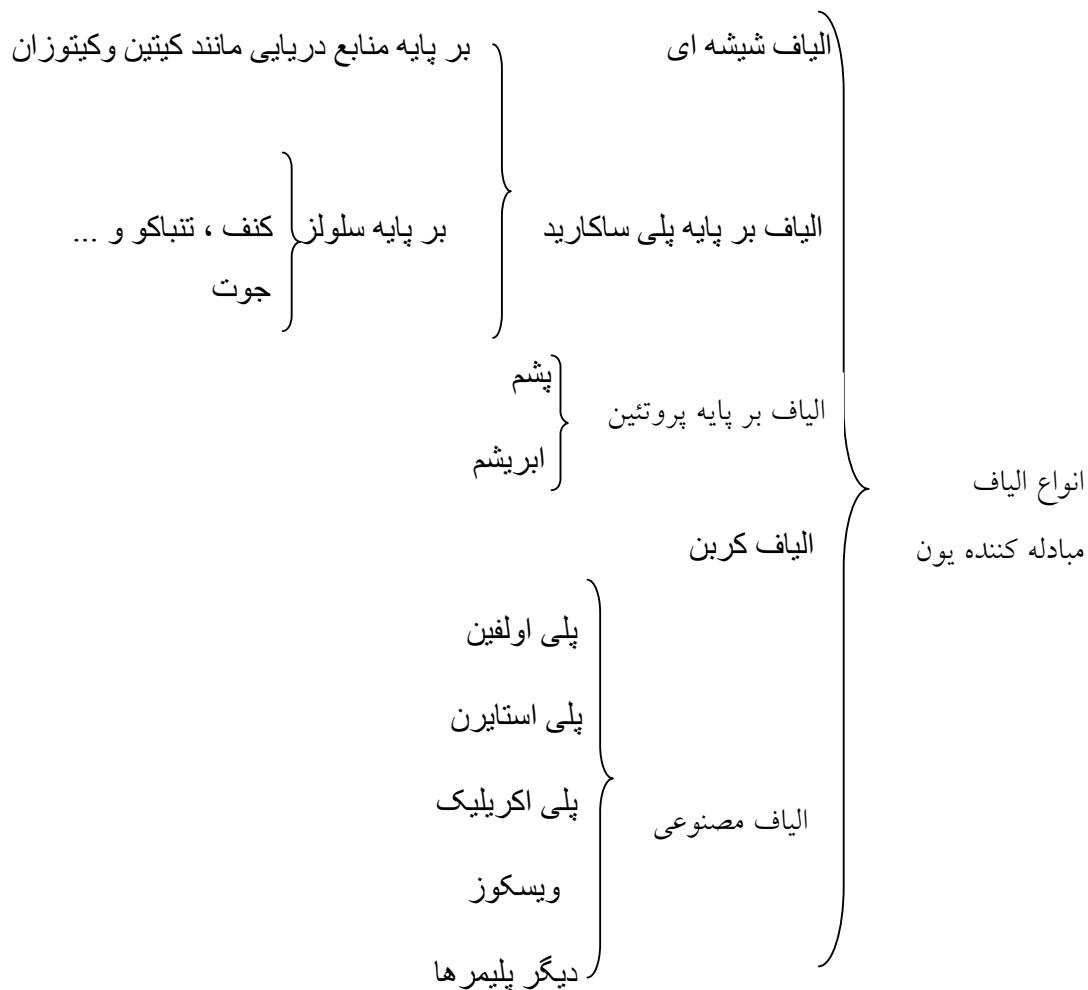 انواع الیاف
مبادله کننده یون
الیاف شیشه ای
الیاف بر پایه پلی ساکارید
بر پایه منابع دریایی مانند کیتین وکیتوزان
بر پایه سلولز
کنف ، تنباکو و ...
جوت
الیاف بر پایه پروتئین
پشم
ابریشم
الیاف کربن
الیاف مصنوعی
پلی اولفین
پلی استایرن
پلی اکریلیک
ویسکوز
دیگر پلیمرها